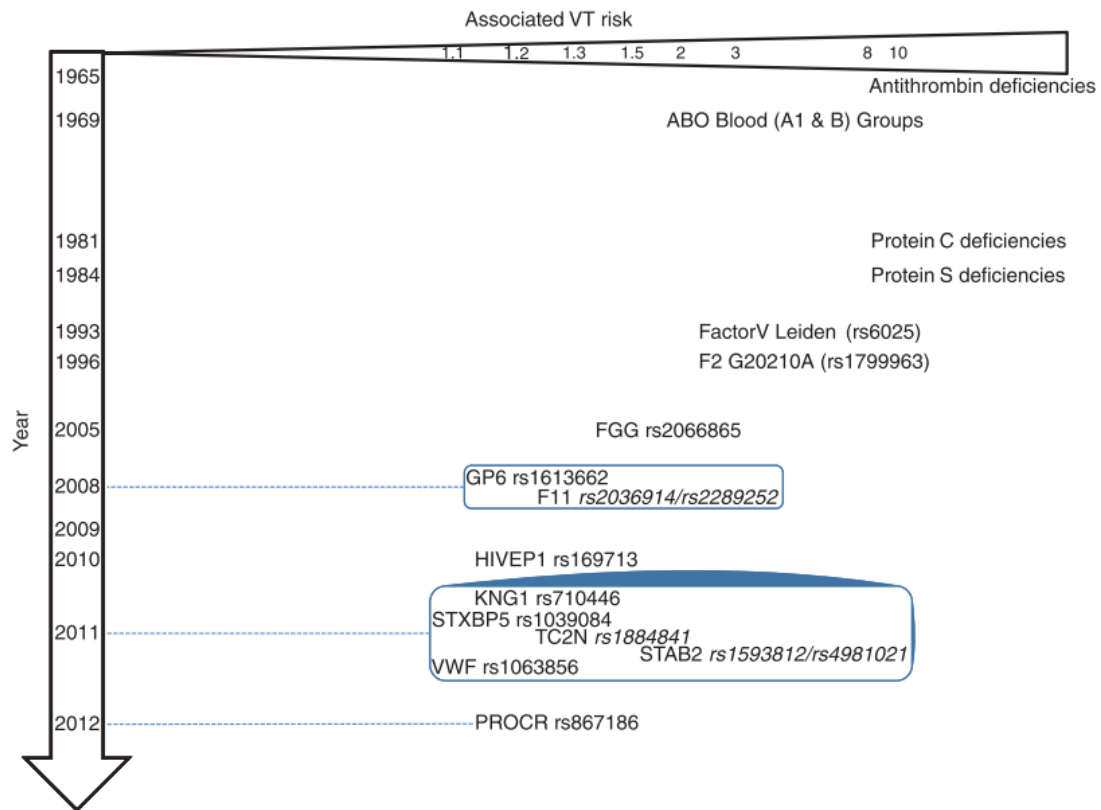 Associated VT risk
1.1 1.2 1.3 1.5 2 3 8 10
1965
Antithrombin deficiencies
1969 ABO Blood (A1 & B) Groups
1981 Protein C deficiencies
1984 Protein S deficiencies
1993 FactorV Leiden (rs6025)
1996 F2 G20210A (rs1799963)
Year
2005 FGG rs2066865
GP6 rs1613662
2008
F11 rs2036914/rs2289252
2009
2010 HIVEP1 rs169713
KNG1 rs710446
STXBP5 rs1039084
2011 TC2N rs1884841
STAB2 rs1593812/rs4981021
VWF rs1063856
2012 PROCR rs867186